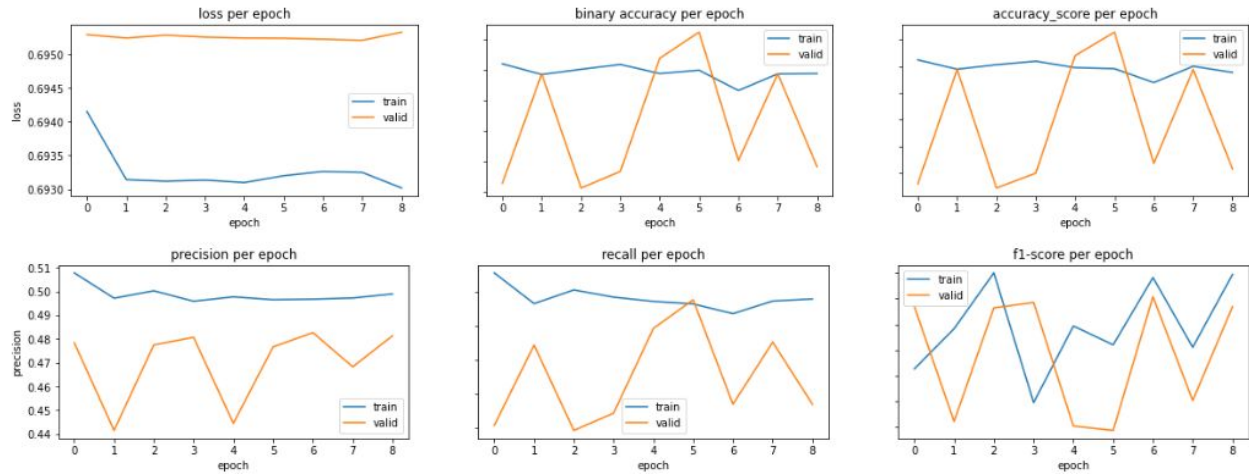 loss per epoch
0.6950
0.6945
0.6940
0.6935
0.6930
loss
train
valid
0 1 2 3 4 5 6 7 8
epoch
binary accuracy per epoch
train
valid
0 1 2 3 4 5 6 7 8
epoch
accuracy_score per epoch
train
valid
0 1 2 3 4 5 6 7 8
epoch
precision per epoch
0.51
0.50
0.49
0.48
0.47
0.46
0.45
0.44
precision
train
valid
0 1 2 3 4 5 6 7 8
epoch
recall per epoch
train
valid
0 1 2 3 4 5 6 7 8
epoch
f1-score per epoch
train
valid
0 1 2 3 4 5 6 7 8
epoch